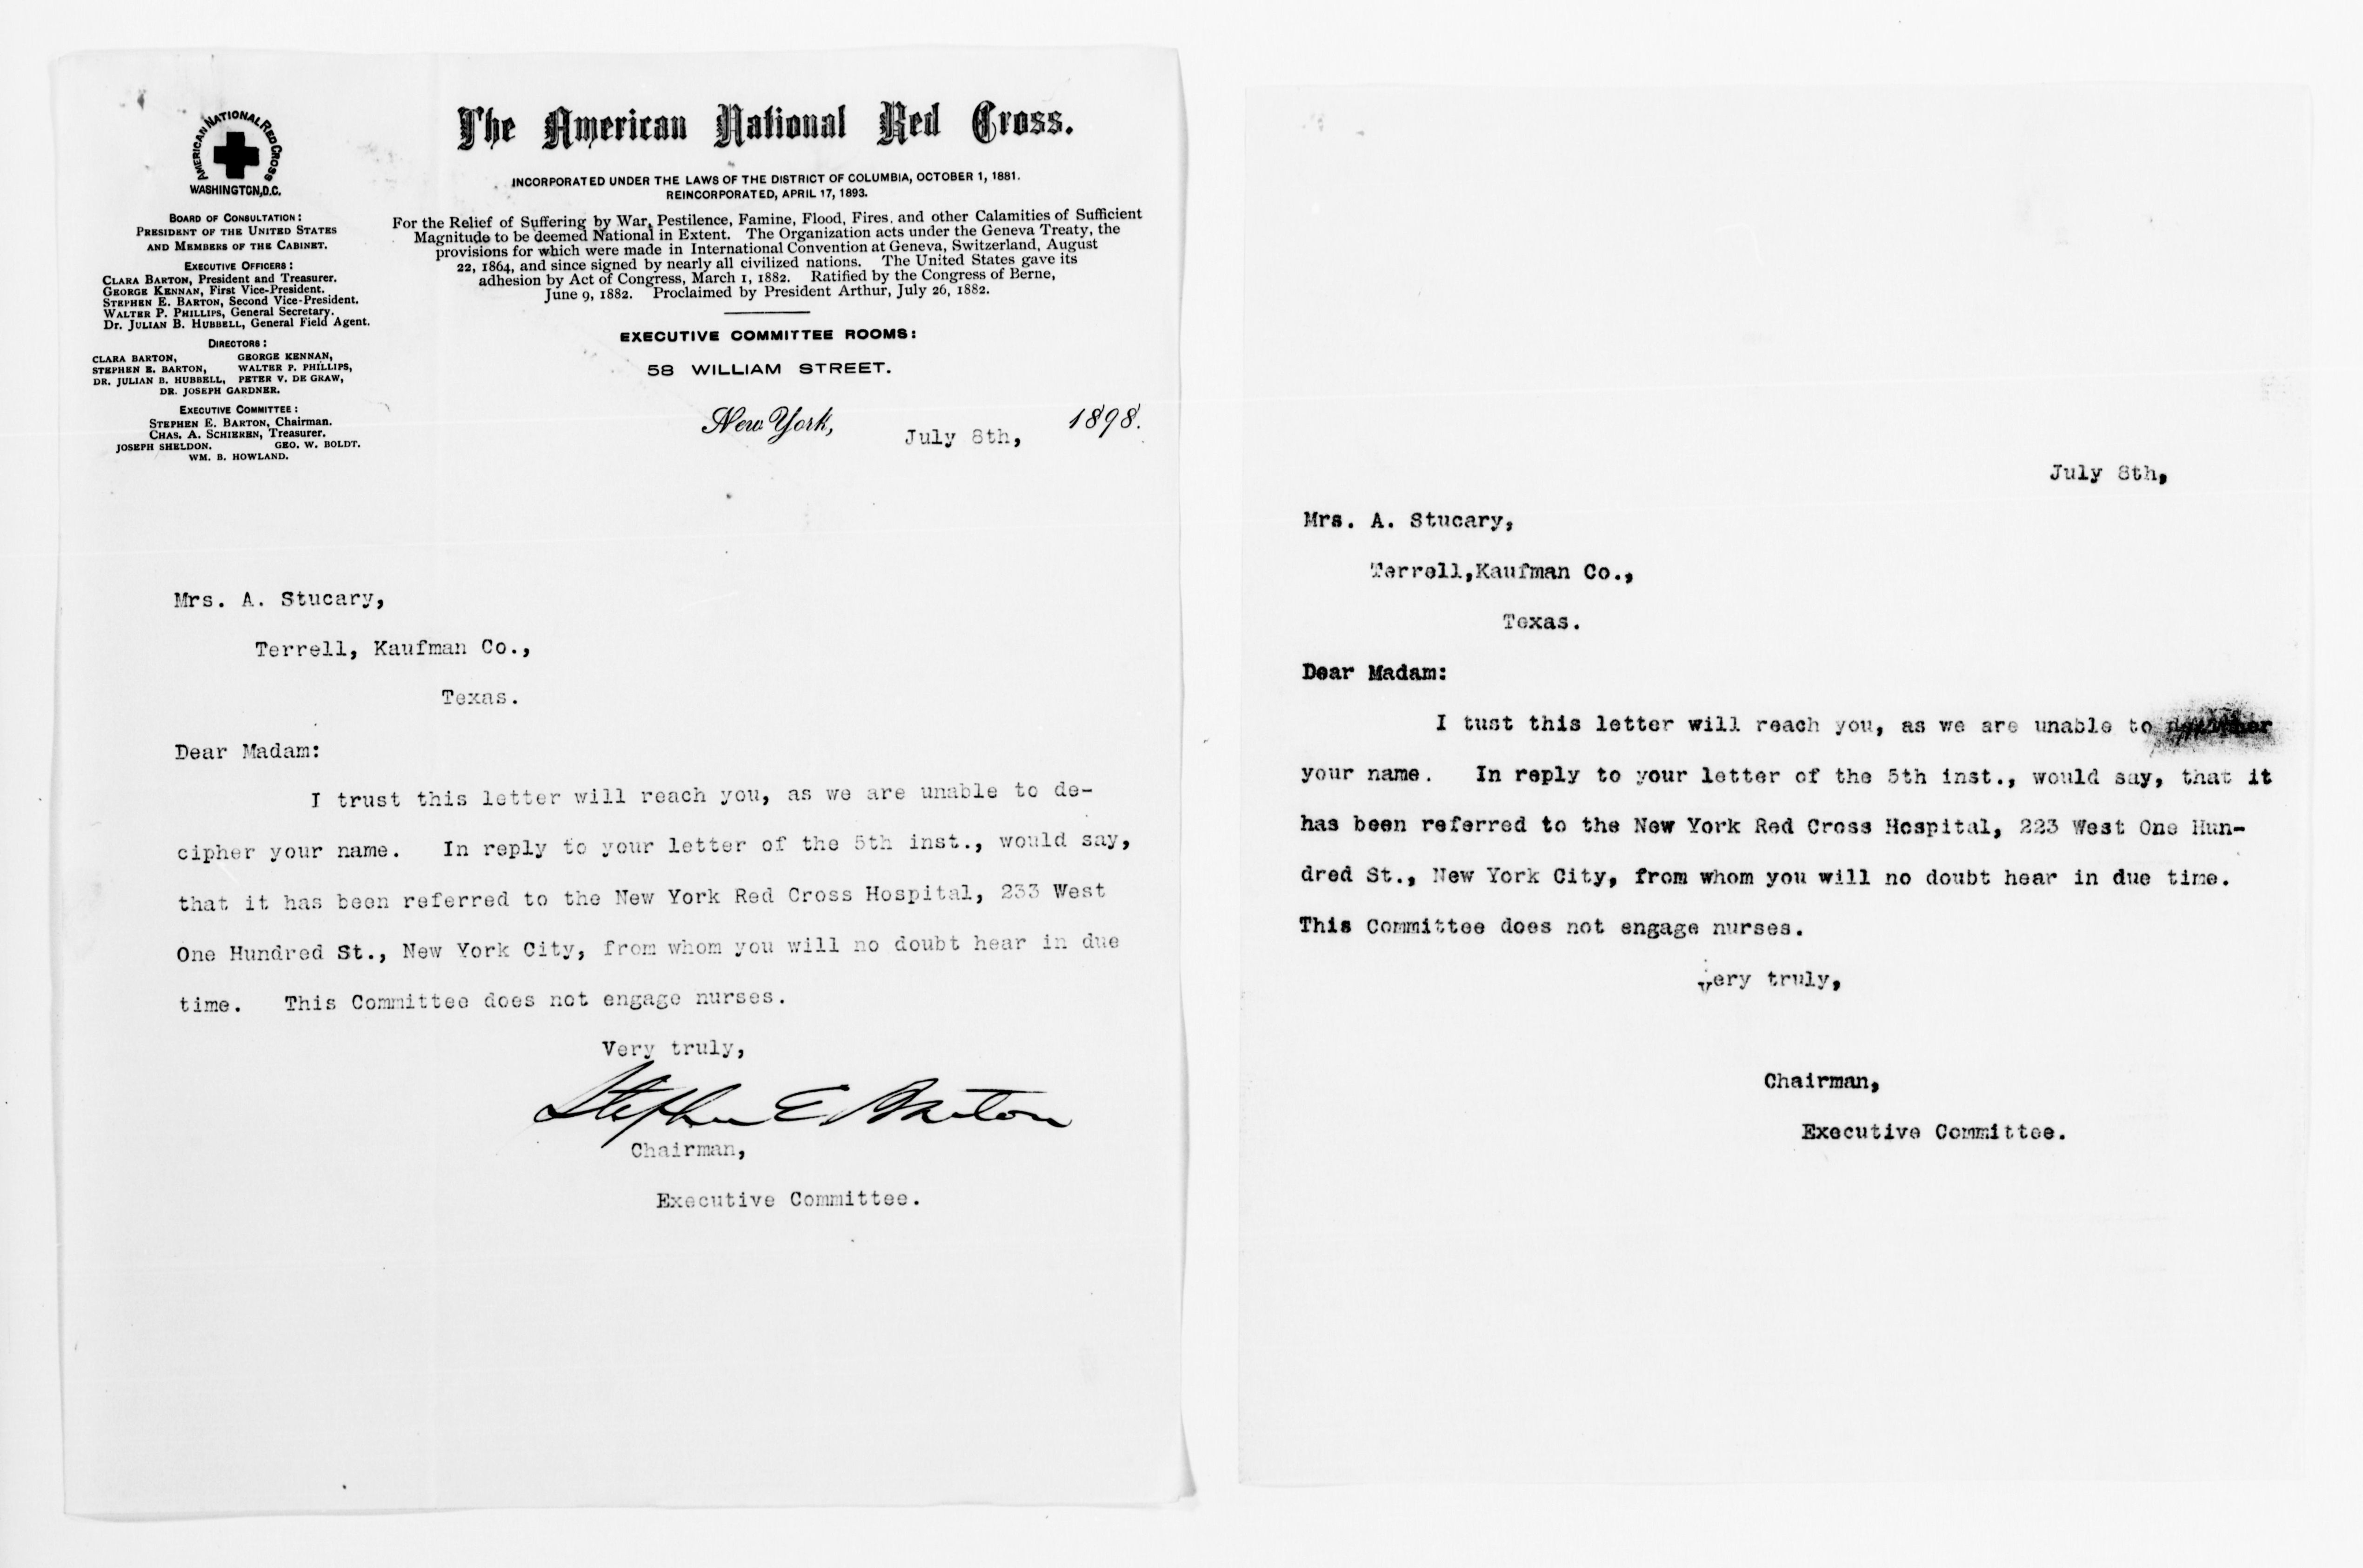 AMERICAN NATIONAL RED CROSS
WASHINGTON, D.C.
BOARD OF CONSULTATION:
PRESIDENT OF THE UNITED STATES
AND MEMBERS OF THE CABINET.
EXECUTIVE OFFICERS:
CLARA BARTON, President and Treasurer.
GEORGE KENNAN, First Vice-President.
STEPHEN E. BARTON, Second Vice-President.
WALTER P. PHILLIPS, General Secretary.
Dr. JULIAN B. HUBBELL, General Field Agent.
DIRECTORS:
CLARA BARTON, GEORGE KENNAN,
STEPHEN E. BARTON, WALTER P. PHILLIPS,
DR. JULIAN B. HUBBELL, PETER V. DE GRAW,
DR. JOSEPH GARDNER.
EXECUTIVE COMMITTEE:
STEPHEN E. BARTON, Chairman.
CHAS. A. SCHIEREN, Treasurer.
JOSEPH SHELDON. GEO. W. BOLDT.
WM. B. HOWLAND.
The American National Red Cross.
INCORPORATED UNDER THE LAWS OF THE DISTRICT OF COLUMBIA, OCTOBER 1, 1881.
REINCORPORATED, APRIL 17, 1893.
For the Relief of Suffering by War, Pestilence, Famine, Flood, Fires, and other Calamities of Sufficient
Magnitude to be deemed National in Extent. The Organization acts under the Geneva Treaty, the
provisions for which were made in International Convention at Geneva, Switzerland, August
22, 1864, and since signed by nearly all civilized nations. The United States gave its
adhesion by Act of Congress, March 1, 1882. Ratified by the Congress of Berne,
June 9, 1882. Proclaimed by President Arthur, July 26, 1882.
EXECUTIVE COMMITTEE ROOMS:
58 WILLIAM STREET.
New York, July 8th, 1898.
Mrs. A. Stucary,
Terrell, Kaufman Co.,
Texas.
Dear Madam:
I trust this letter will reach you, as we are unable to de-
cipher your name. In reply to your letter of the 5th inst., would say,
that it has been referred to the New York Red Cross Hospital, 233 West
One Hundred St., New York City, from whom you will no doubt hear in due
time. This Committee does not engage nurses.
Very truly,
Stephen E Barton
Chairman,
Executive Committee.
July 8th,
Mrs. A. Stucary,
Terrell,Kaufman Co.,
Texas.
Dear Madam:
I tust this letter will reach you, as we are unable to
your name. In reply to your letter of the 5th inst., would say, that it
has been referred to the New York Red Cross Hospital, 223 West One Hun-
dred St., New York City, from whom you will no doubt hear in due time.
This Committee does not engage nurses.
Very truly,
Chairman,
Executive Committee.